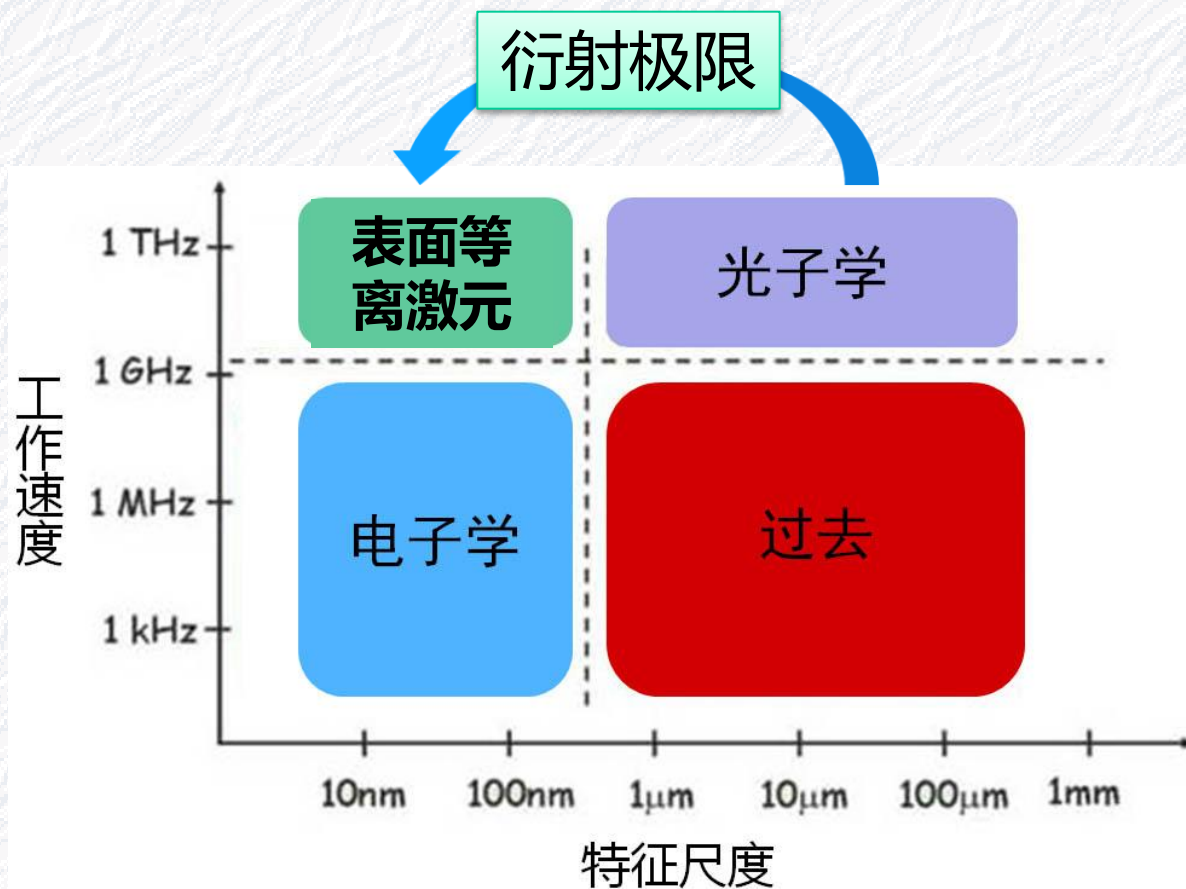 衍射极限
表面等
离激元
光子学
1 THz
1 GHz
1 MHz
1 kHz
工作速度
电子学
过去
10nm
100nm
1μm
10μm
100μm
1mm
特征尺度